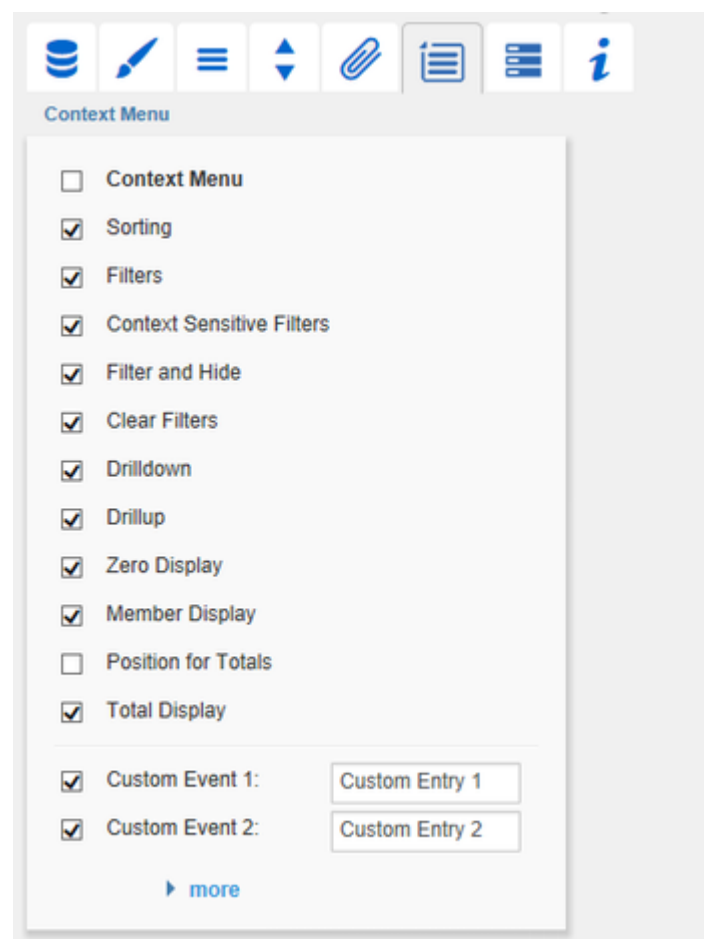 Context Menu
Context Menu
Sorting
Filters
Context Sensitive Filters
Filter and Hide
Clear Filters
Drilldown
Drillup
Zero Display
Member Display
Position for Totals
Total Display
Custom Event 1: Custom Entry 1
Custom Event 2: Custom Entry 2
more